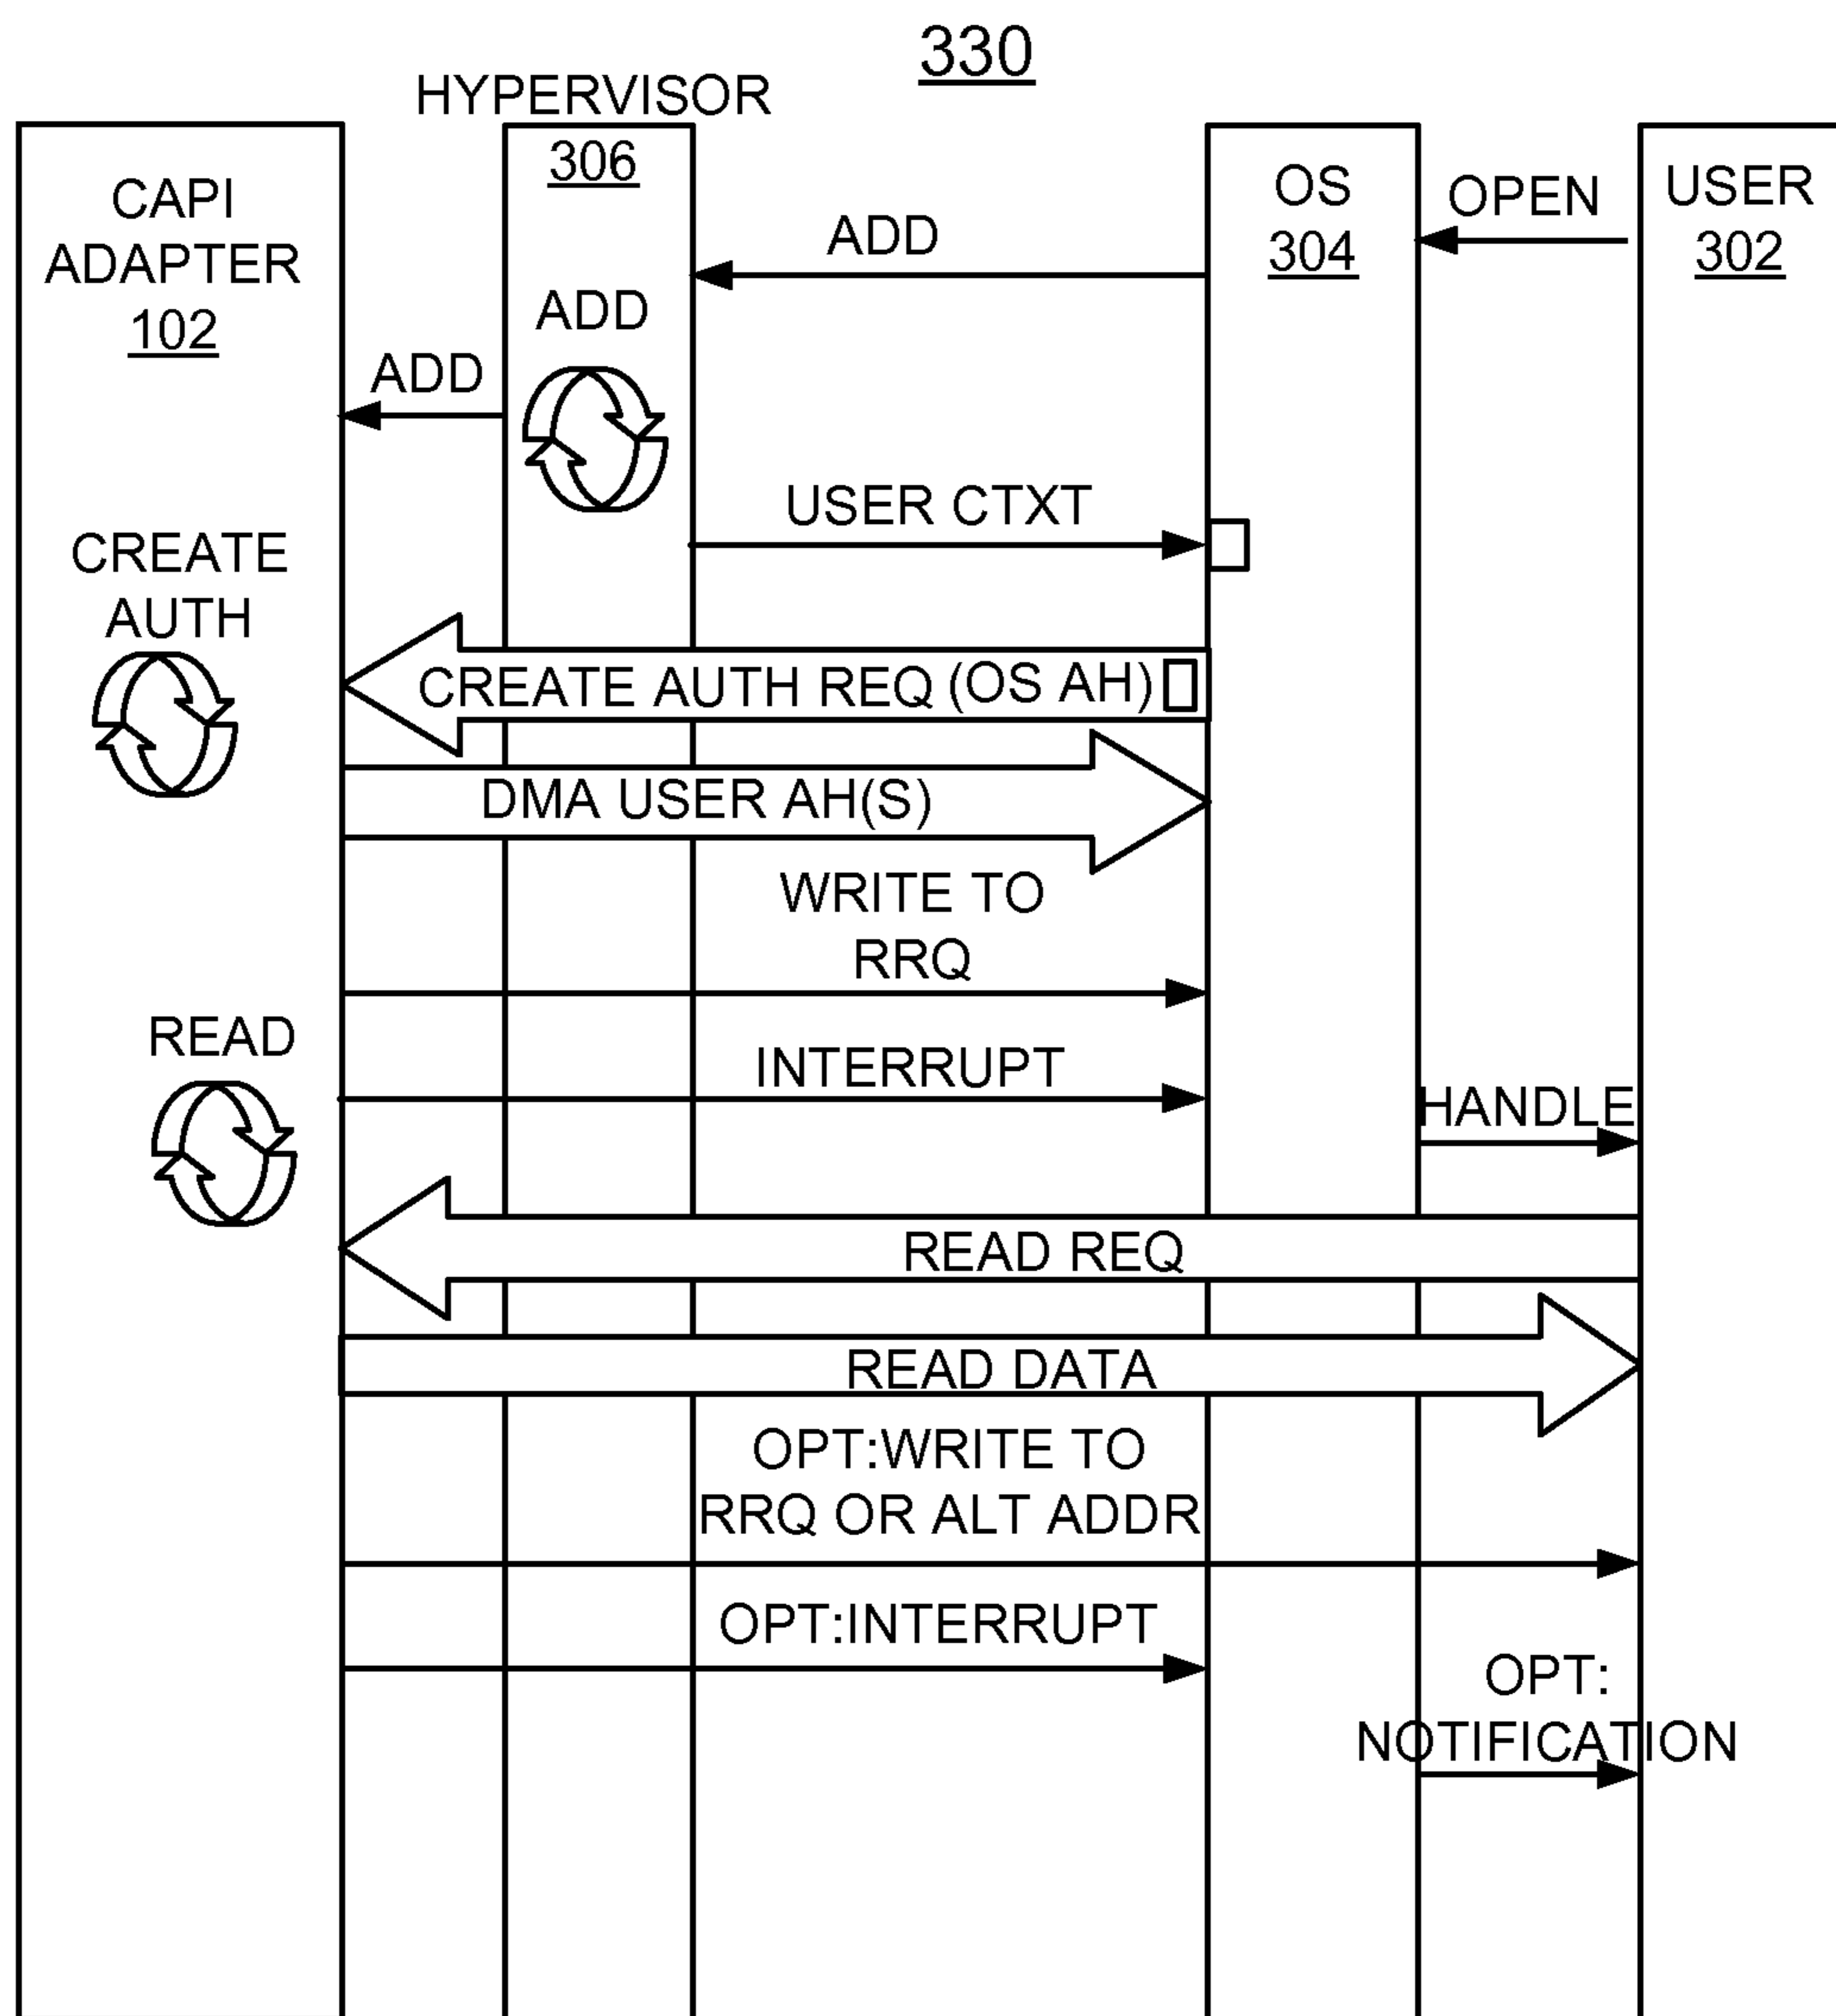 330
HYPERVISOR
306
CAPI
ADAPTER
102
OS
304
USER
302
OPEN
ADD
ADD
ADD
USER CTXT
CREATE
AUTH
CREATE AUTH REQ (OS AH)
DMA USER AH(S)
WRITE TO
RRQ
READ
INTERRUPT
HANDLE
READ REQ
READ DATA
OPT:WRITE TO
RRQ OR ALT ADDR
OPT:INTERRUPT
OPT:
NOTIFICATION